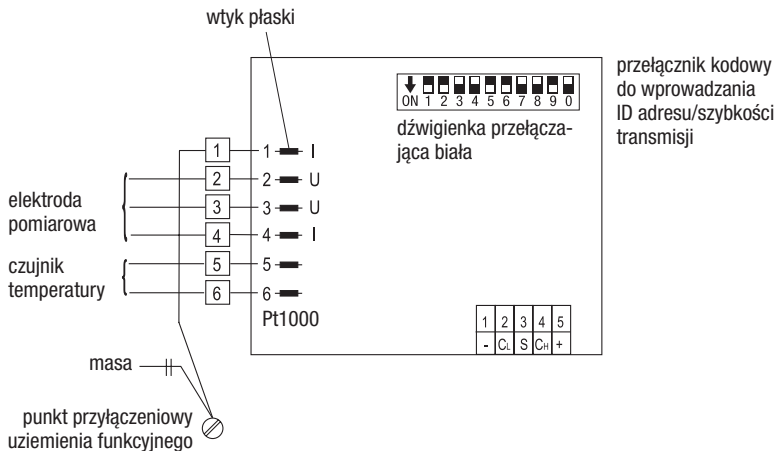 wtyk płaski
przełącznik kodowy
do wprowadzania
ID adresu/szybkości
transmisji
ON 1 2 3 4 5 6 7 8 9 0
dźwigienka przełącza-
jąca biała
1 1 I
2 2 U
3 3 U
4 4 I
5 5
6 6
elektroda
pomiarowa
czujnik
temperatury
Pt1000
1 2 3 4 5
- CL S CH +
masa
punkt przyłączeniowy
uziemienia funkcyjnego